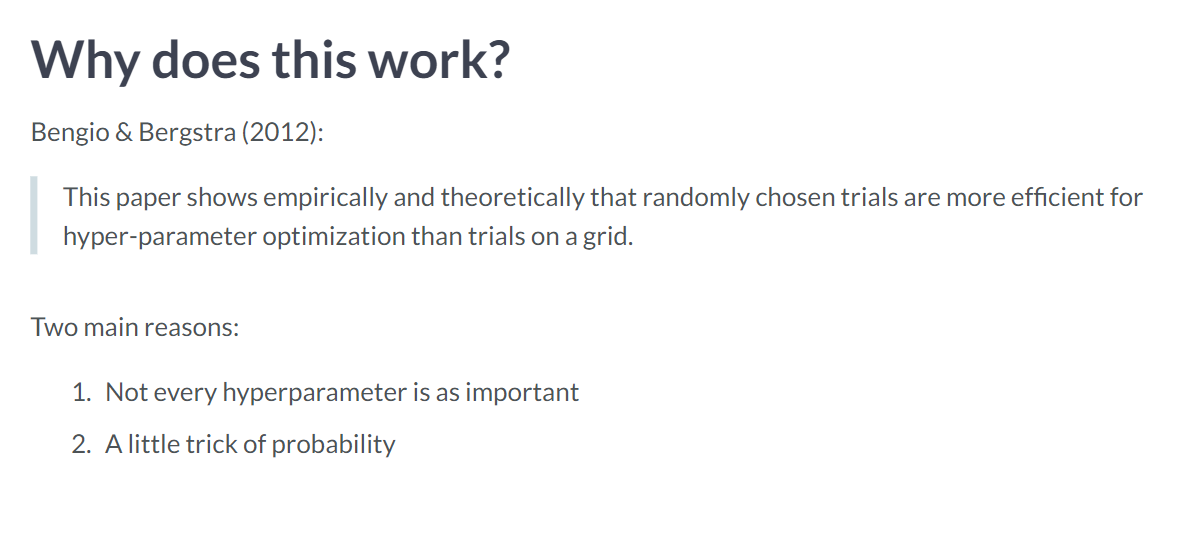 Why does this work?
Bengio & Bergstra (2012):
This paper shows empirically and theoretically that randomly chosen trials are more efficient for
hyper-parameter optimization than trials on a grid.
Two main reasons:
1. Not every hyperparameter is as important
2. A little trick of probability